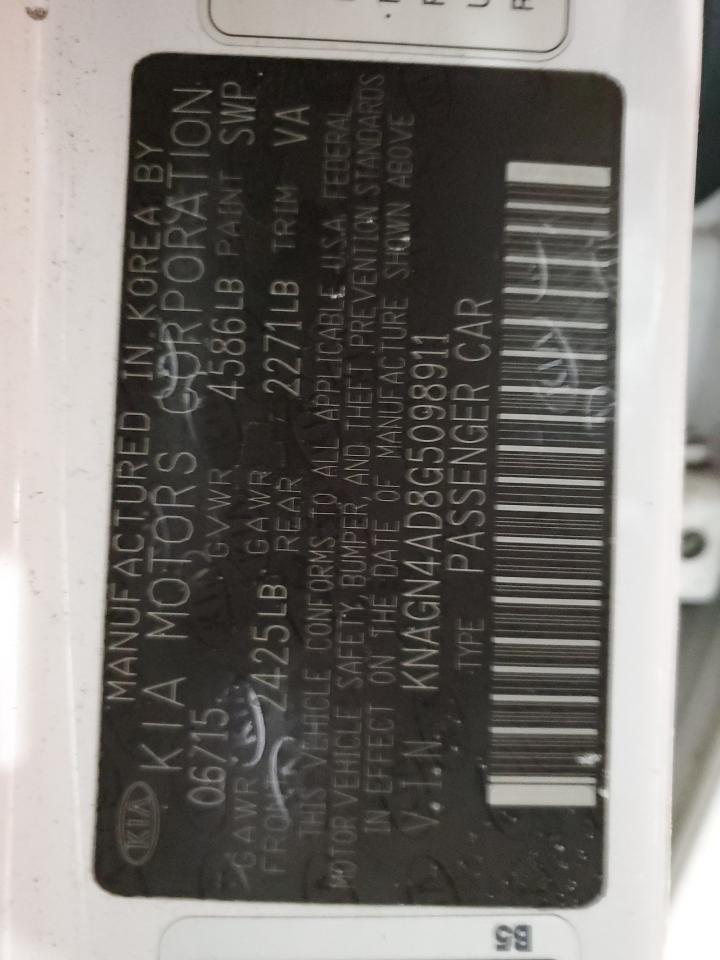 KIA
MANUFACTURED IN KOREA BY
KIA MOTORS CORPORATION
06/15 GVWR 4586LB PAINT SWP
GAWR FRONT 2425LB GAWR REAR 2271LB TRIM VA
THIS VEHICLE CONFORMS TO ALL APPLICABLE U.S.A. FEDERAL
MOTOR VEHICLE SAFETY, BUMPER, AND THEFT PREVENTION STANDARDS
IN EFFECT ON THE DATE OF MANUFACTURE SHOWN ABOVE
V.I.N KNAGN4AD8G5098911
TYPE PASSENGER CAR
B5